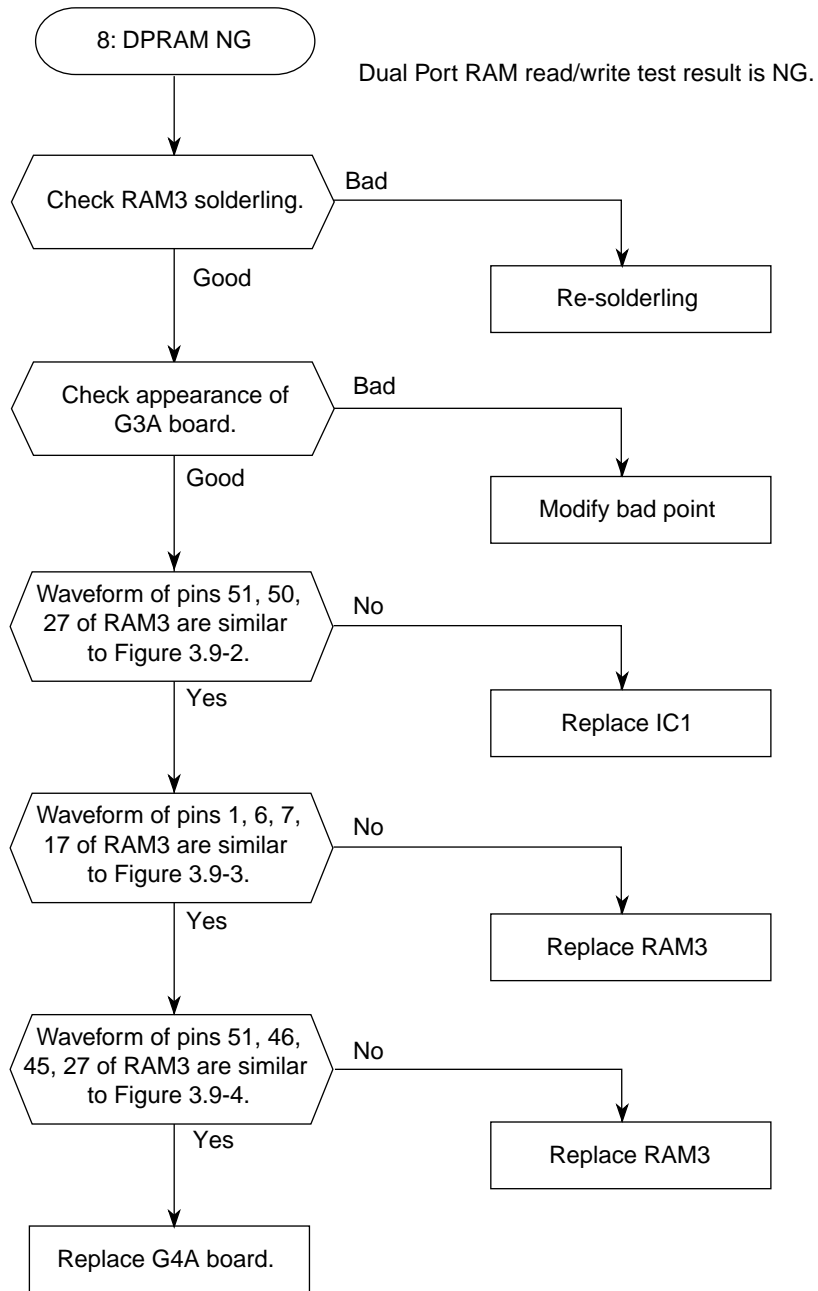 8: DPRAM NG
Dual Port RAM read/write test result is NG.
Check RAM3 solderling.
Bad
Good
Re-solderling
Check appearance of
G3A board.
Bad
Good
Modify bad point
Waveform of pins 51, 50,
27 of RAM3 are similar
to Figure 3.9-2.
No
Yes
Replace IC1
Waveform of pins 1, 6, 7,
17 of RAM3 are similar
to Figure 3.9-3.
No
Yes
Replace RAM3
Waveform of pins 51, 46,
45, 27 of RAM3 are similar
to Figure 3.9-4.
No
Yes
Replace RAM3
Replace G4A board.